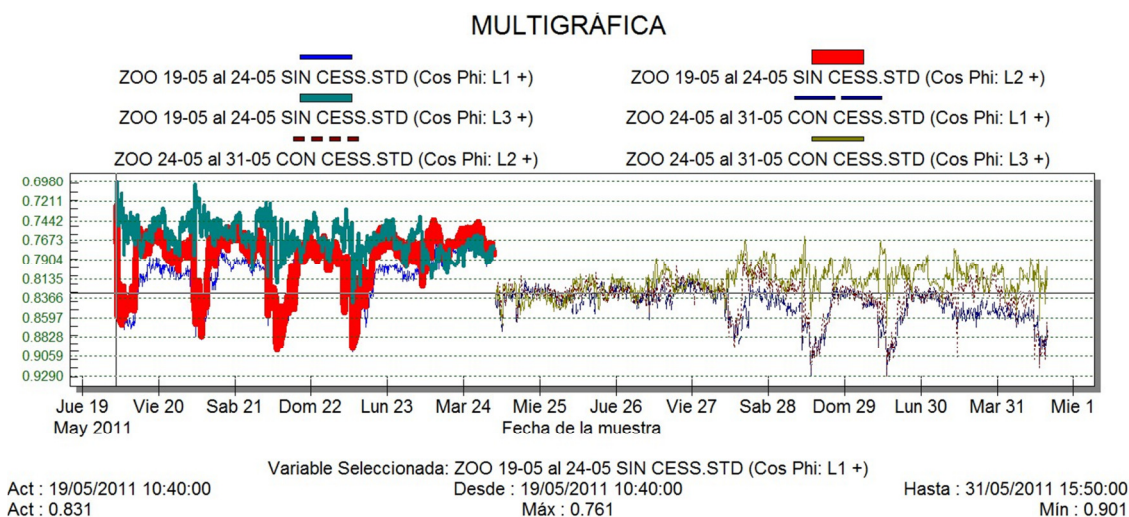 MULTIGRÁFICA
ZOO 19-05 al 24-05 SIN CESS.STD (Cos Phi: L1 +)
ZOO 19-05 al 24-05 SIN CESS.STD (Cos Phi: L2 +)
ZOO 19-05 al 24-05 SIN CESS.STD (Cos Phi: L3 +)
ZOO 24-05 al 31-05 CON CESS.STD (Cos Phi: L1 +)
ZOO 24-05 al 31-05 CON CESS.STD (Cos Phi: L2 +)
ZOO 24-05 al 31-05 CON CESS.STD (Cos Phi: L3 +)
0.6980
0.7211
0.7442
0.7673
0.7904
0.8135
0.8366
0.8597
0.8828
0.9059
0.9290
Jue 19 Vie 20 Sab 21 Dom 22 Lun 23 Mar 24 Mie 25 Jue 26 Vie 27 Sab 28 Dom 29 Lun 30 Mar 31 Mie 1
May 2011
Fecha de la muestra
Variable Seleccionada: ZOO 19-05 al 24-05 SIN CESS.STD (Cos Phi: L1 +)
Act : 19/05/2011 10:40:00 Desde : 19/05/2011 10:40:00 Hasta : 31/05/2011 15:50:00
Act : 0.831 Máx : 0.761 Mín : 0.901